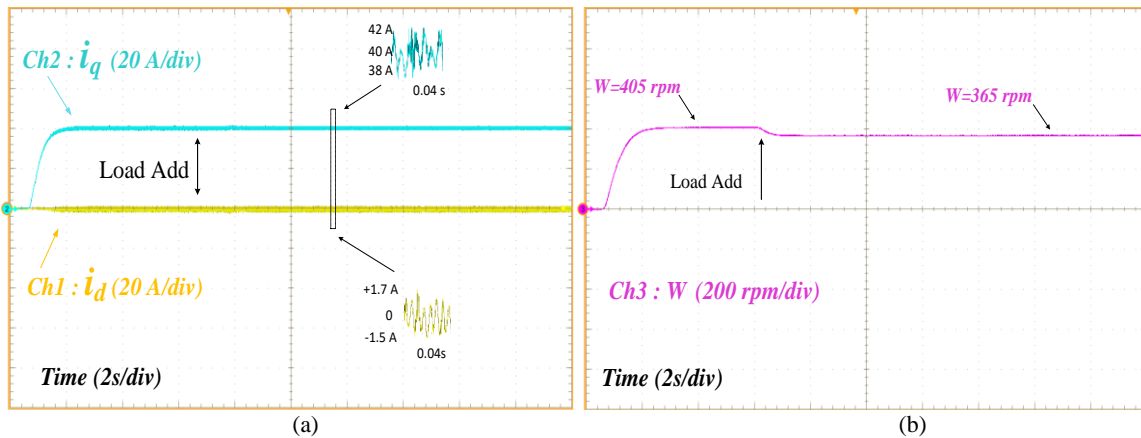 Ch2 : iq (20 A/div)
42 A
40 A
38 A
0.04 s
Load Add
Ch1 : id (20 A/div)
+1.7 A
0
-1.5 A
0.04s
Time (2s/div)
(a)
W=405 rpm
W=365 rpm
Load Add
Ch3 : W (200 rpm/div)
Time (2s/div)
(b)
2